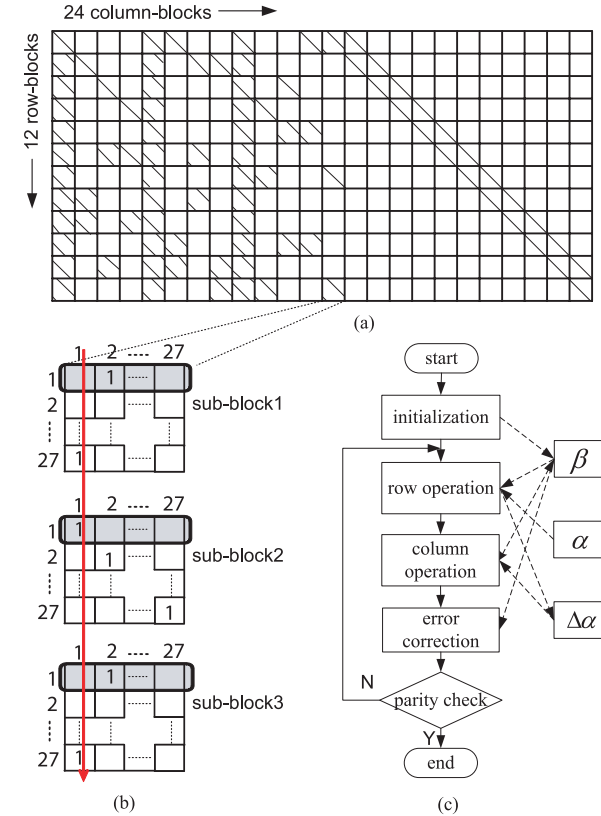 24 column-blocks
12 row-blocks
(a)
1 2 ---- 27
1 1
2
27 1
sub-block1
1 2 ---- 27
1 1
2 1
27 1
sub-block2
1 2 ---- 27
1 1
2
27 1
sub-block3
(b)
start
initialization
β
row operation
α
column
operation
Δα
error
correction
N
parity check
Y
end
(c)